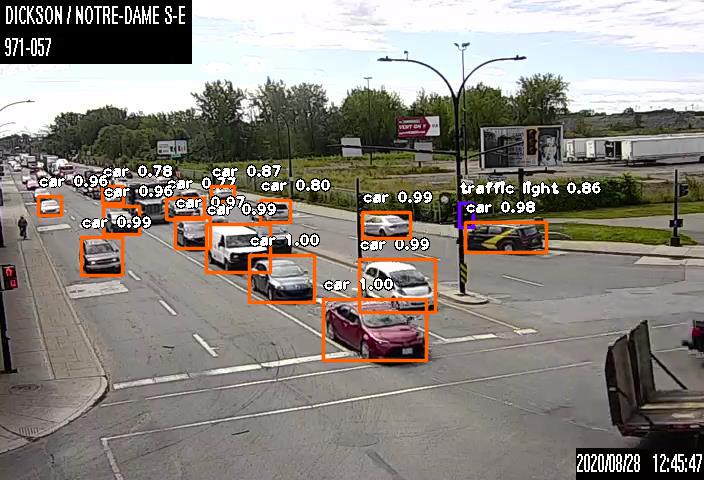 DICKSON / NOTRE-DAME S-E
971-057
car 0.87
car 0.78
car 0.96
car 0.80
car 0.96
traffic light 0.86
car 0.99
car 0.97
car 0.98
car 0.99
car 0.99
car 1.00
car 0.99
car 1.00
VERT
2020/08/28 12:45:47